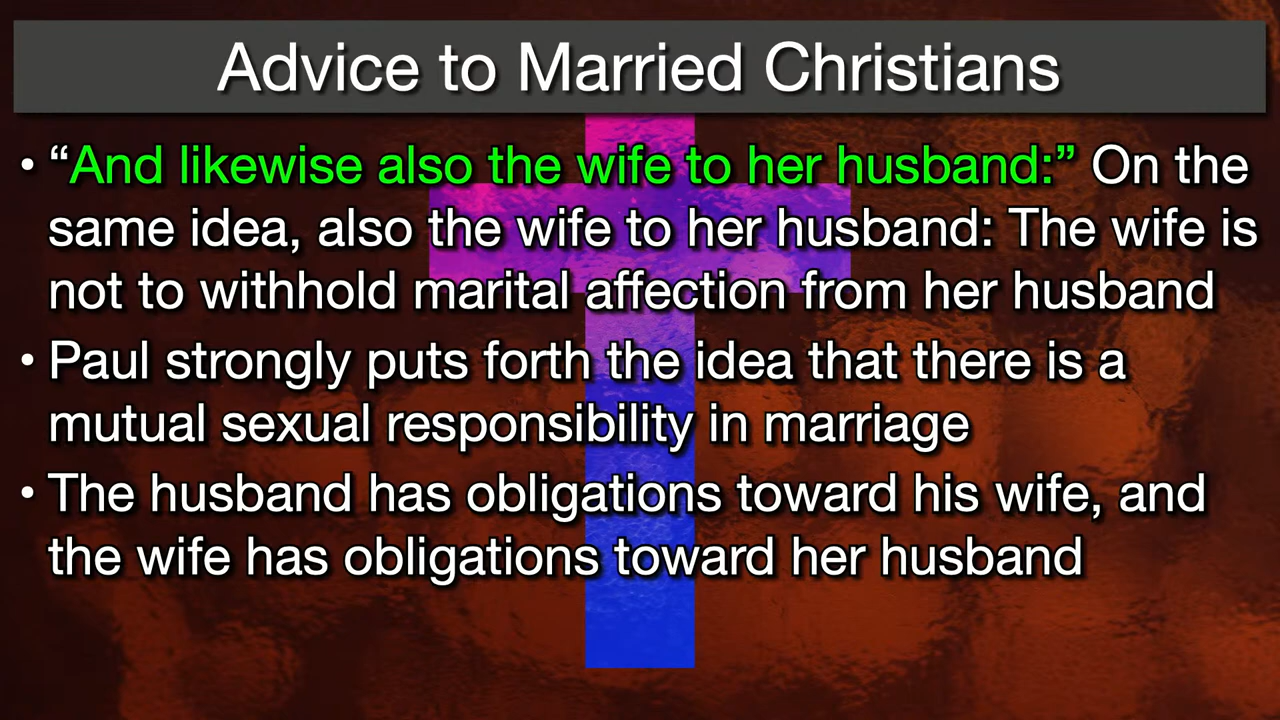 Advice to Married Christians
• “And likewise also the wife to her husband:” On the
same idea, also the wife to her husband: The wife is
not to withhold marital affection from her husband
• Paul strongly puts forth the idea that there is a
mutual sexual responsibility in marriage
• The husband has obligations toward his wife, and
the wife has obligations toward her husband